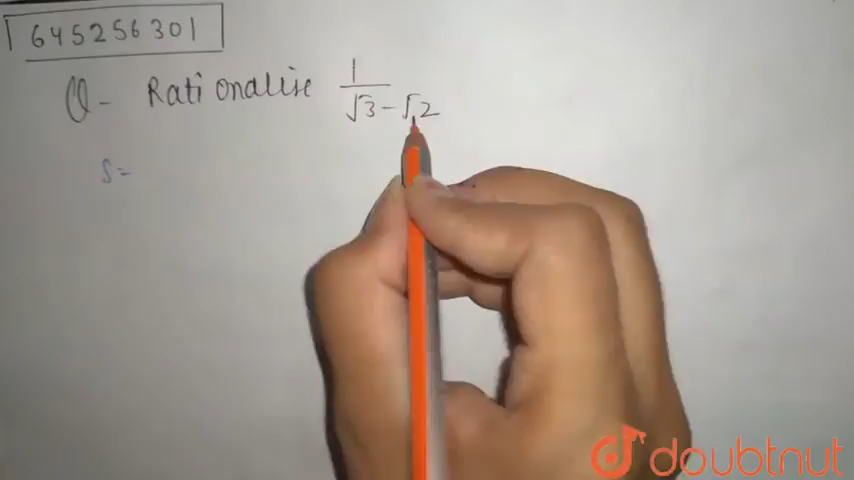 645256301
Q- Rationalise 1/√3-√2
S=
doubtnut